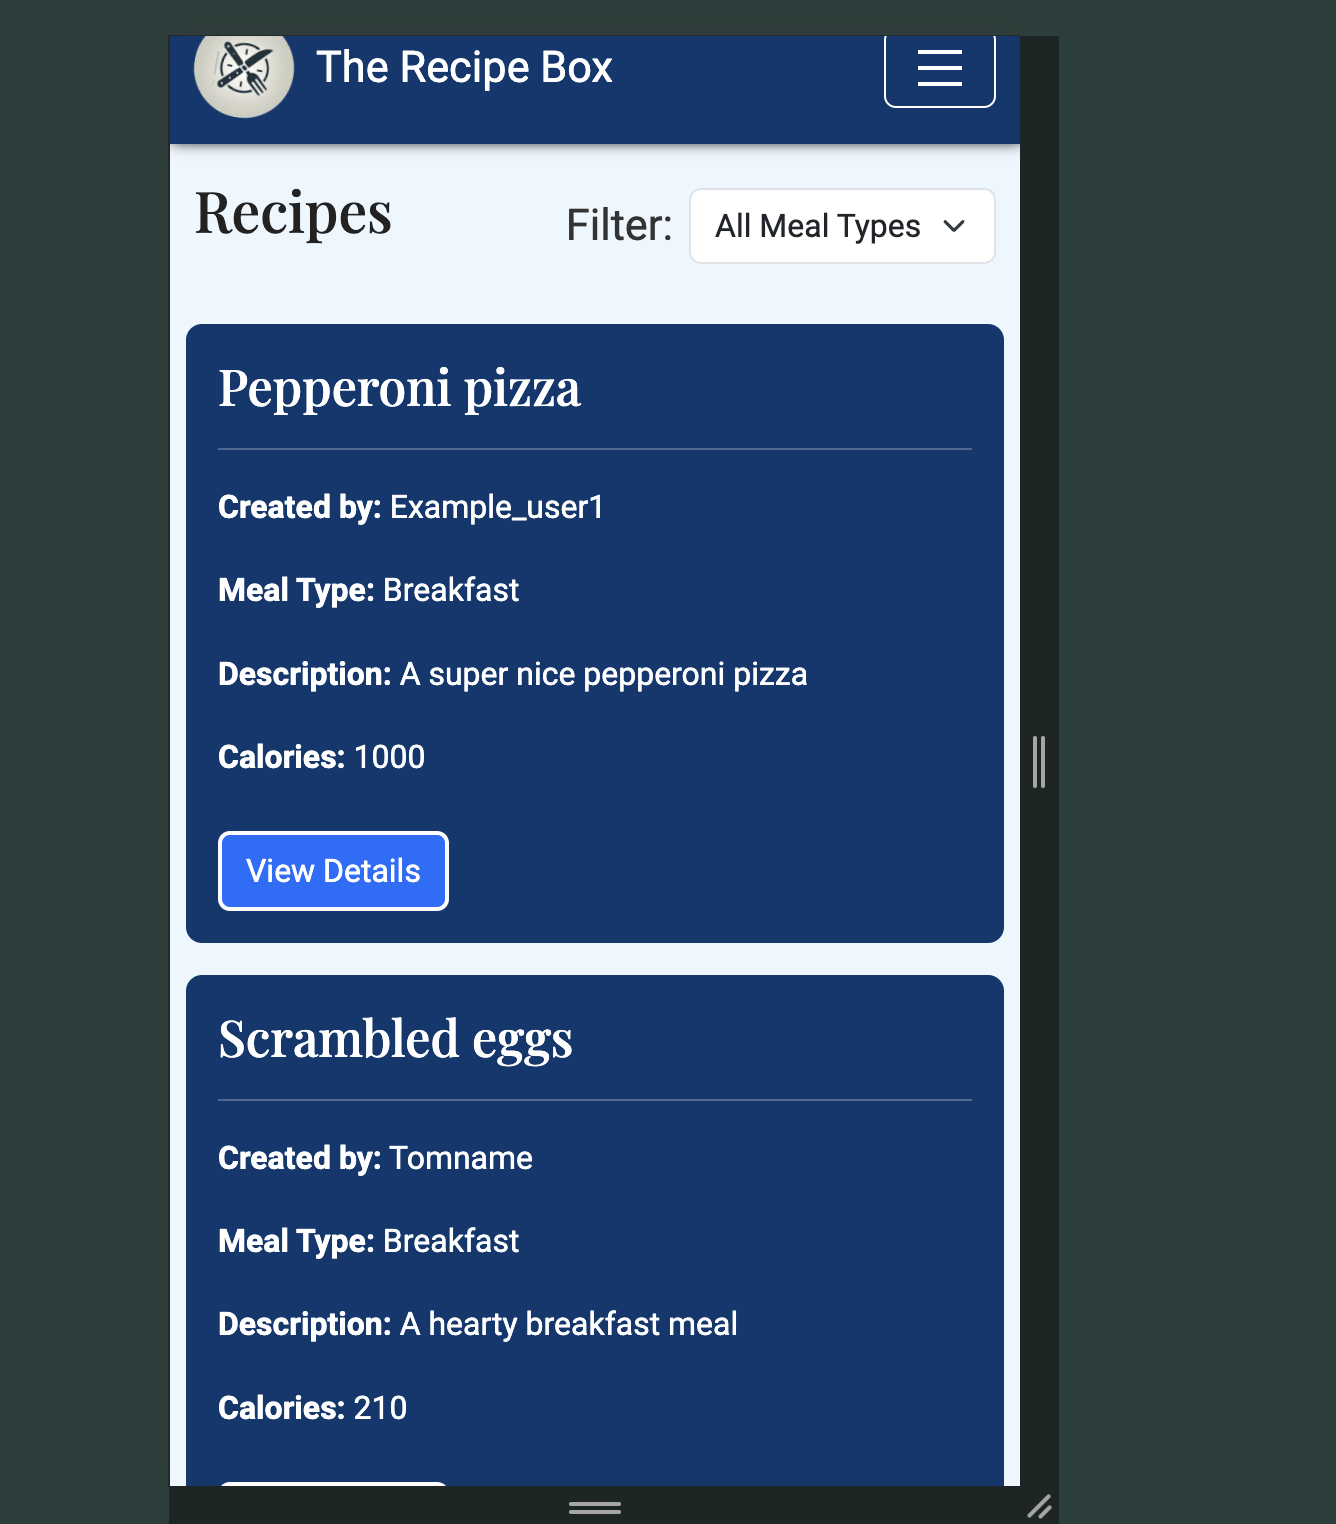 The Recipe Box
Recipes
Filter: All Meal Types
Pepperoni pizza
Created by: Example_user1
Meal Type: Breakfast
Description: A super nice pepperoni pizza
Calories: 1000
View Details
Scrambled eggs
Created by: Tomname
Meal Type: Breakfast
Description: A hearty breakfast meal
Calories: 210